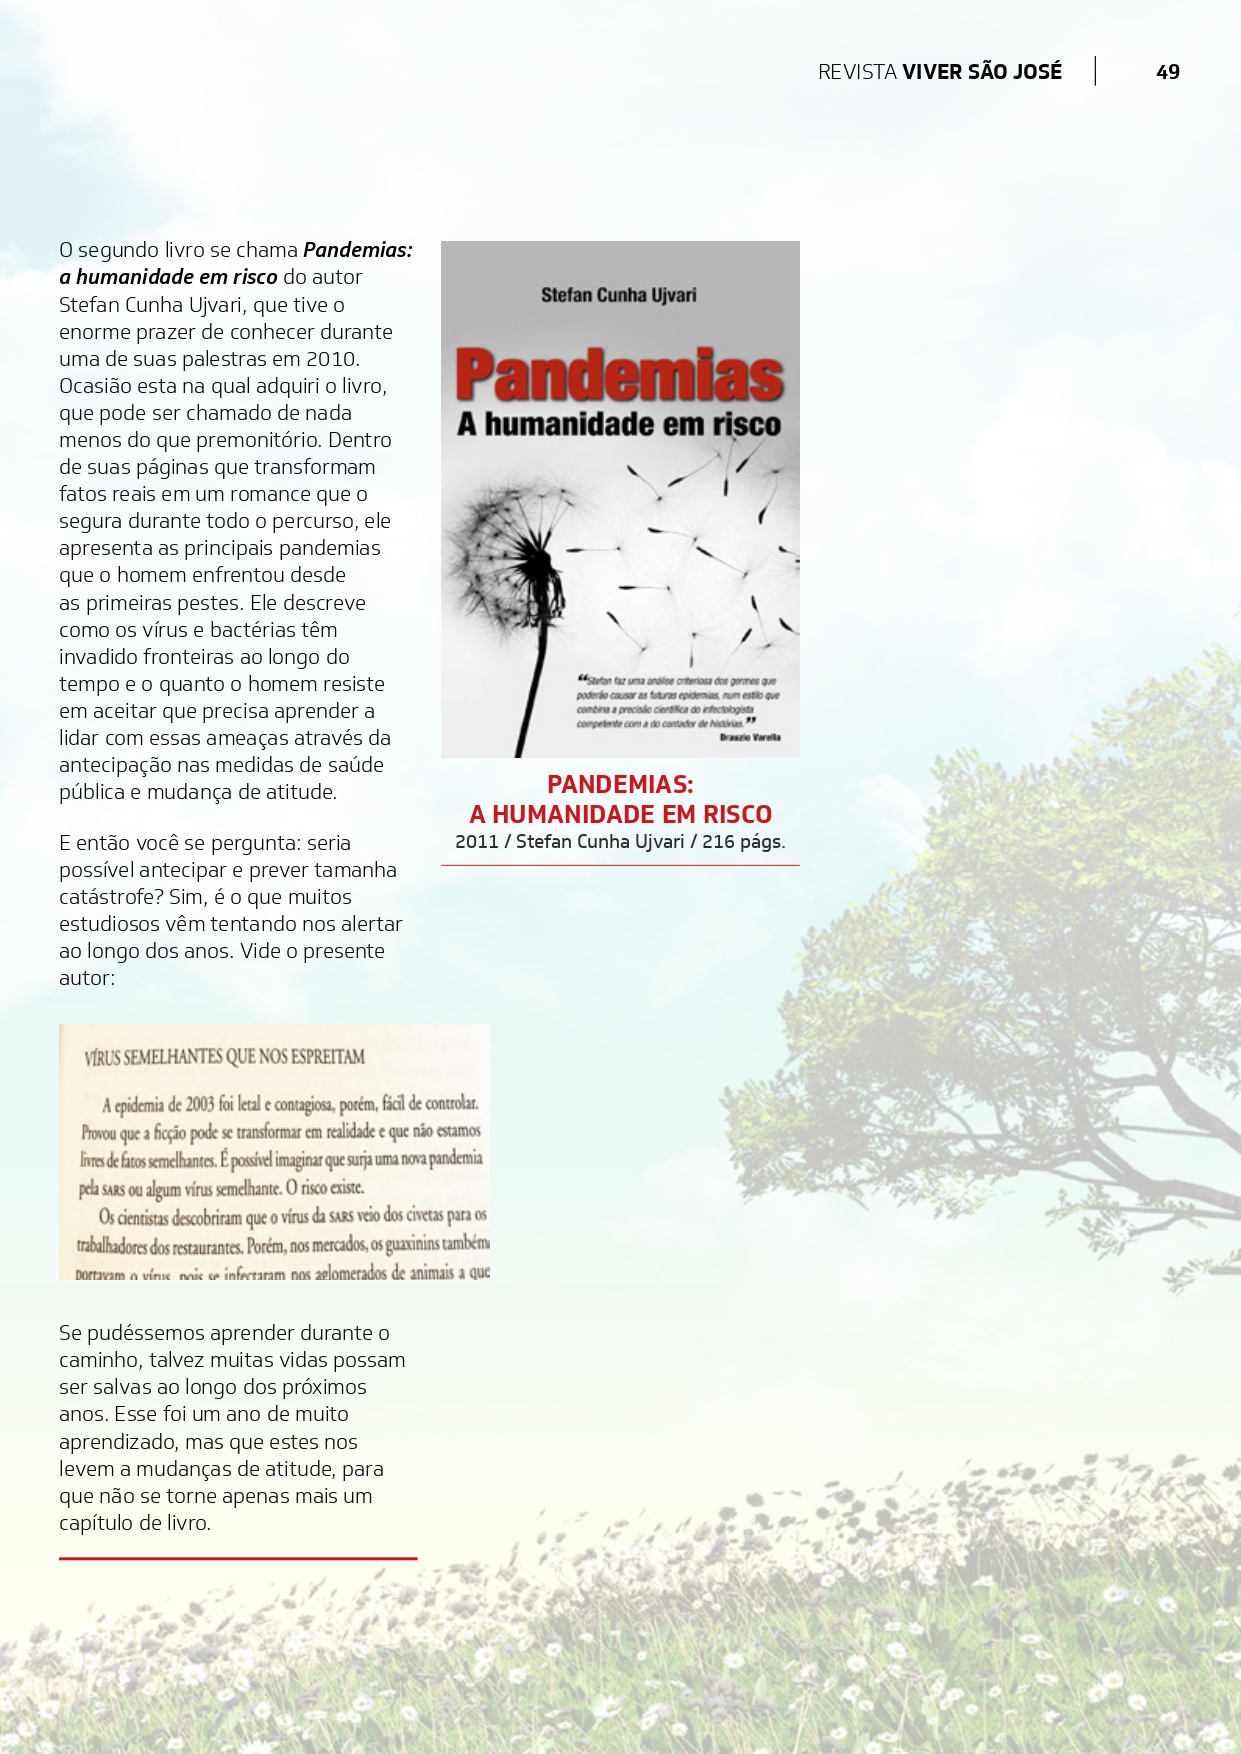 REVISTA VIVER SÃO JOSÉ 49
O segundo livro se chama Pandemias:
a humanidade em risco do autor
Stefan Cunha Ujvari, que tive o
enorme prazer de conhecer durante
uma de suas palestras em 2010.
Ocasião esta na qual adquiri o livro,
que pode ser chamado de nada
menos do que premonitório. Dentro
de suas páginas que transformam
fatos reais em um romance que o
segura durante todo o percurso, ele
apresenta as principais pandemias
que o homem enfrentou desde
as primeiras pestes. Ele descreve
como os vírus e bactérias têm
invadido fronteiras ao longo do
tempo e o quanto o homem resiste
em aceitar que precisa aprender a
lidar com essas ameaças através da
antecipação nas medidas de saúde
pública e mudança de atitude.
E então você se pergunta: seria
possível antecipar e prever tamanha
catástrofe? Sim, é o que muitos
estudiosos vêm tentando nos alertar
ao longo dos anos. Vide o presente
autor:
VÍRUS SEMELHANTES QUE NOS ESPREITAM
A epidemia de 2003 foi letal e contagiosa, porém, fácil de controlar.
Provou que a ficção pode se transformar em realidade e que não estamos
livres de fatos semelhantes. É possível imaginar que surja uma nova pandemia
pela SARS ou algum vírus semelhante. O risco existe.
Os cientistas descobriram que o vírus da SARS veio dos civetas para os
trabalhadores dos restaurantes. Porém, nos mercados, os guaxinins também
portavam o vírus, pois se infectaram nos aglomerados de animais a que
Se pudéssemos aprender durante o
caminho, talvez muitas vidas possam
ser salvas ao longo dos próximos
anos. Esse foi um ano de muito
aprendizado, mas que estes nos
levem a mudanças de atitude, para
que não se torne apenas mais um
capítulo de livro.
Stefan Cunha Ujvari
Pandemias
A humanidade em risco
“Stefan faz uma análise criteriosa dos germes que
poderão causar as futuras epidemias, num estilo que
combina a precisão científica do infectologista
competente com a do contador de histórias.”
Drauzio Varella
PANDEMIAS:
A HUMANIDADE EM RISCO
2011 / Stefan Cunha Ujvari / 216 págs.